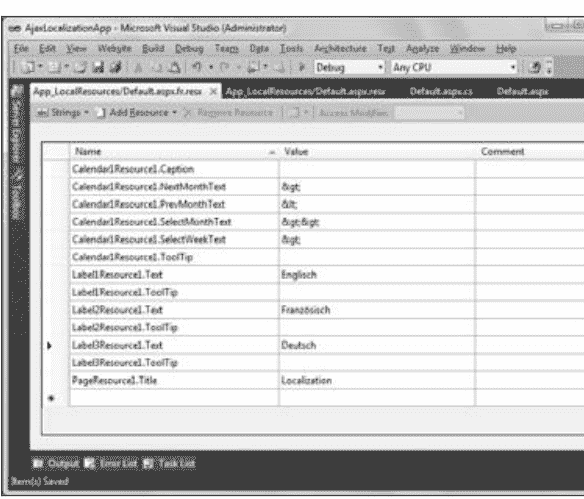 AjaxLocalizationApp - Microsoft Visual Studio (Administrator)
File Edit View Website Build Debug Team Data Tools Architecture Test Analyze Window Help
Debug Any CPU
App_LocalResources/Default.aspx.fr.resx App_LocalResources/Default.aspx.resx Default.aspx.cs Default.aspx
Strings Add Resource Remove Resource Access Modifier:
Server Explorer
Toolbox
Name Value Comment
Calendar1Resource1.Caption
Calendar1Resource1.NextMonthText &gt;
Calendar1Resource1.PrevMonthText &lt;
Calendar1Resource1.SelectMonthText &gt;&gt;
Calendar1Resource1.SelectWeekText &gt;
Calendar1Resource1.ToolTip
Label1Resource1.Text Englisch
Label1Resource1.ToolTip
Label2Resource1.Text Französisch
Label2Resource1.ToolTip
Label3Resource1.Text Deutsch
Label3Resource1.ToolTip
PageResource1.Title Localization
Output Error List Task List
Item(s) Saved